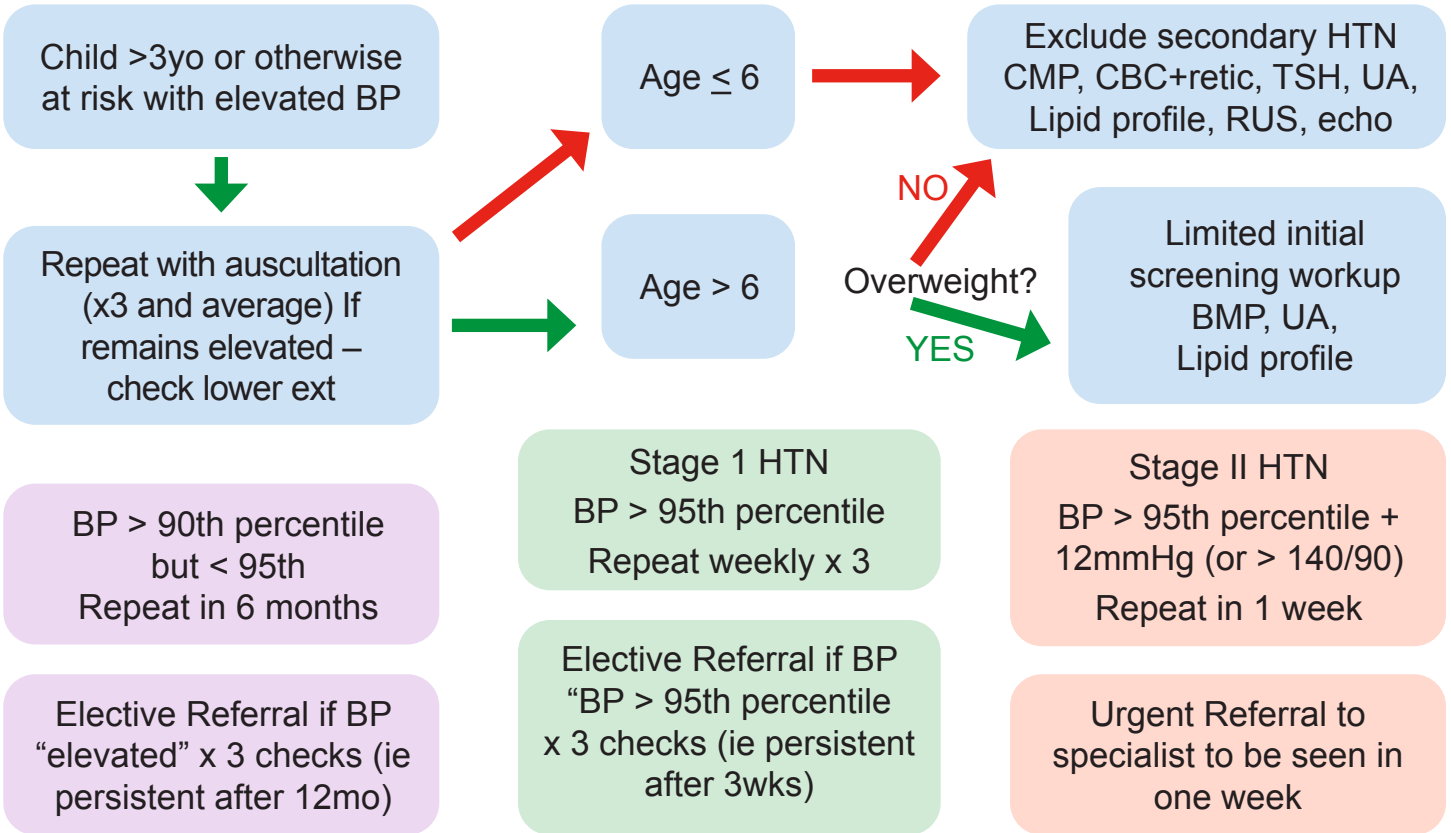 Child >3yo or otherwise
at risk with elevated BP
Repeat with auscultation
(x3 and average) If
remains elevated –
check lower ext
Age ≤ 6
Age > 6
Exclude secondary HTN
CMP, CBC+retic, TSH, UA,
Lipid profile, RUS, echo
NO
Overweight?
YES
Limited initial
screening workup
BMP, UA,
Lipid profile
BP > 90th percentile
but < 95th
Repeat in 6 months
Elective Referral if BP
“elevated” x 3 checks (ie
persistent after 12mo)
Stage 1 HTN
BP > 95th percentile
Repeat weekly x 3
Elective Referral if BP
“BP > 95th percentile
x 3 checks (ie persistent
after 3wks)
Stage II HTN
BP > 95th percentile +
12mmHg (or > 140/90)
Repeat in 1 week
Urgent Referral to
specialist to be seen in
one week